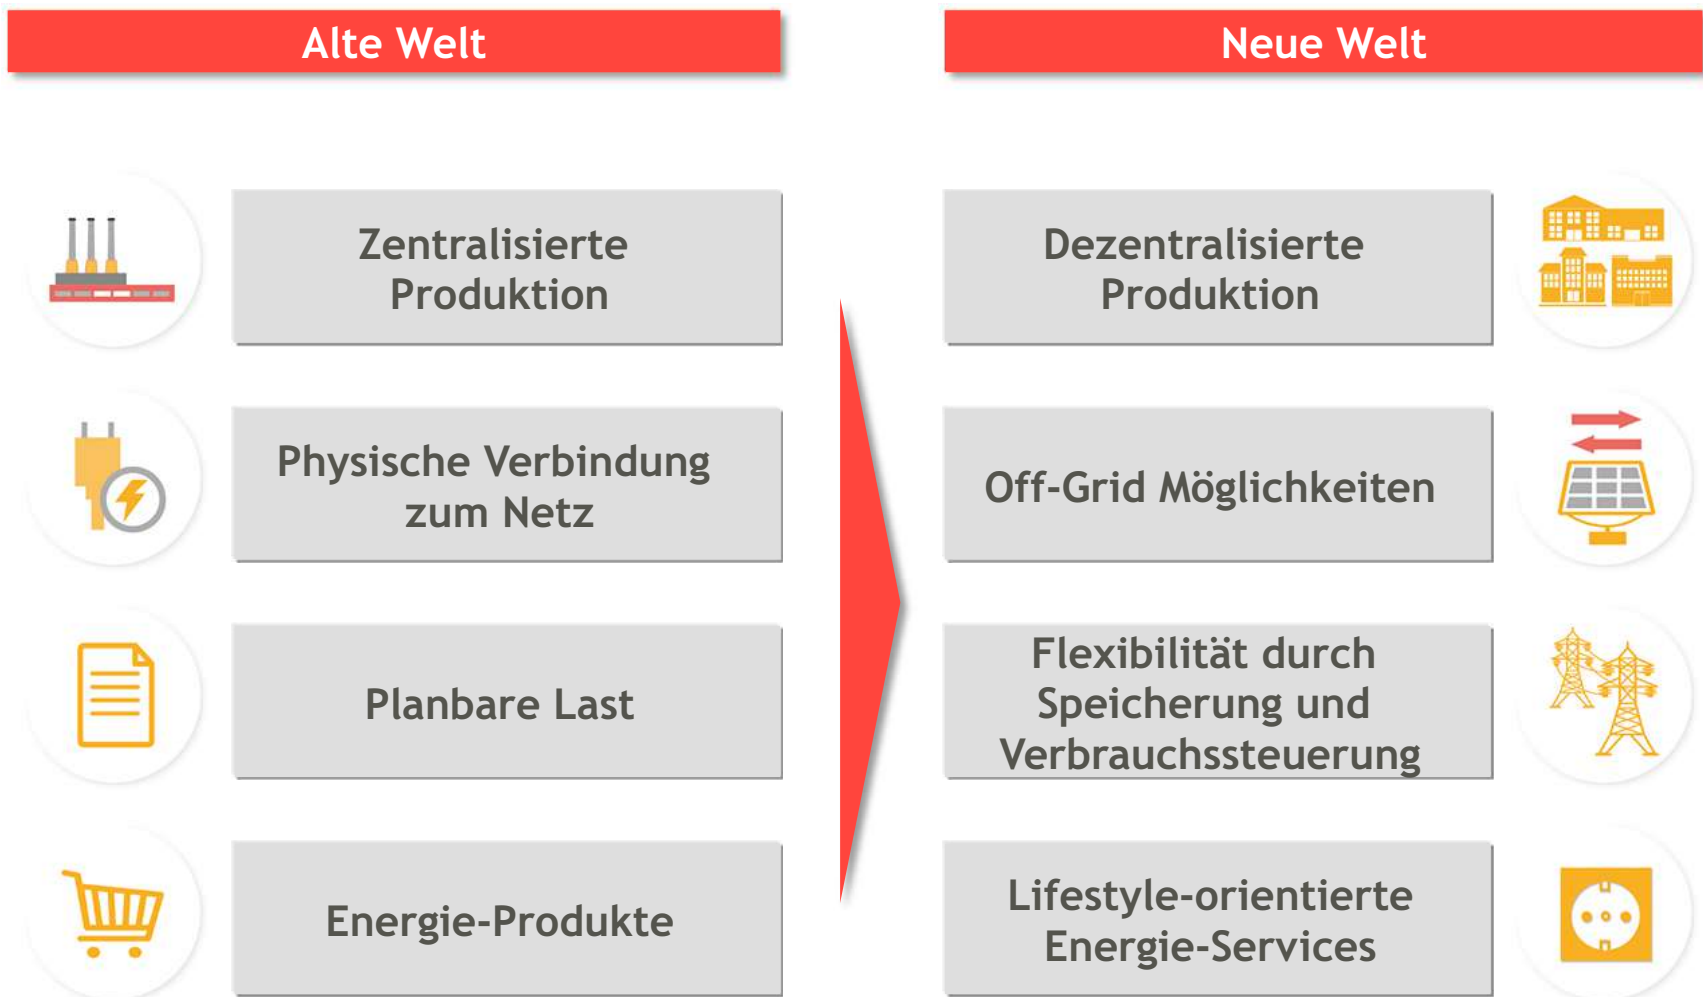 Alte Welt
Neue Welt
Zentralisierte
Produktion
Dezentralisierte
Produktion
Physische Verbindung
zum Netz
Off-Grid Möglichkeiten
Planbare Last
Flexibilität durch
Speicherung und
Verbrauchssteuerung
Energie-Produkte
Lifestyle-orientierte
Energie-Services